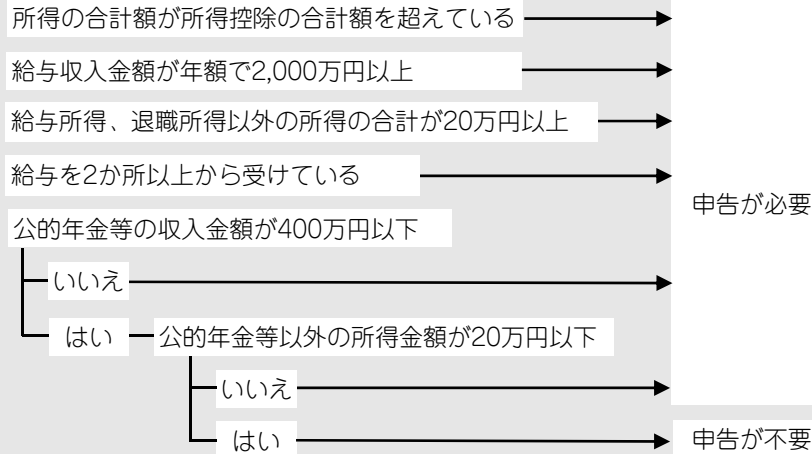 所得の合計額が所得控除の合計額を超えている
給与収入金額が年額で2,000万円以上
給与所得、退職所得以外の所得の合計が20万円以上
給与を2か所以上から受けている
申告が必要
公的年金等の収入金額が400万円以下
いいえ
はい
公的年金等以外の所得金額が20万円以下
いいえ
はい
申告が不要